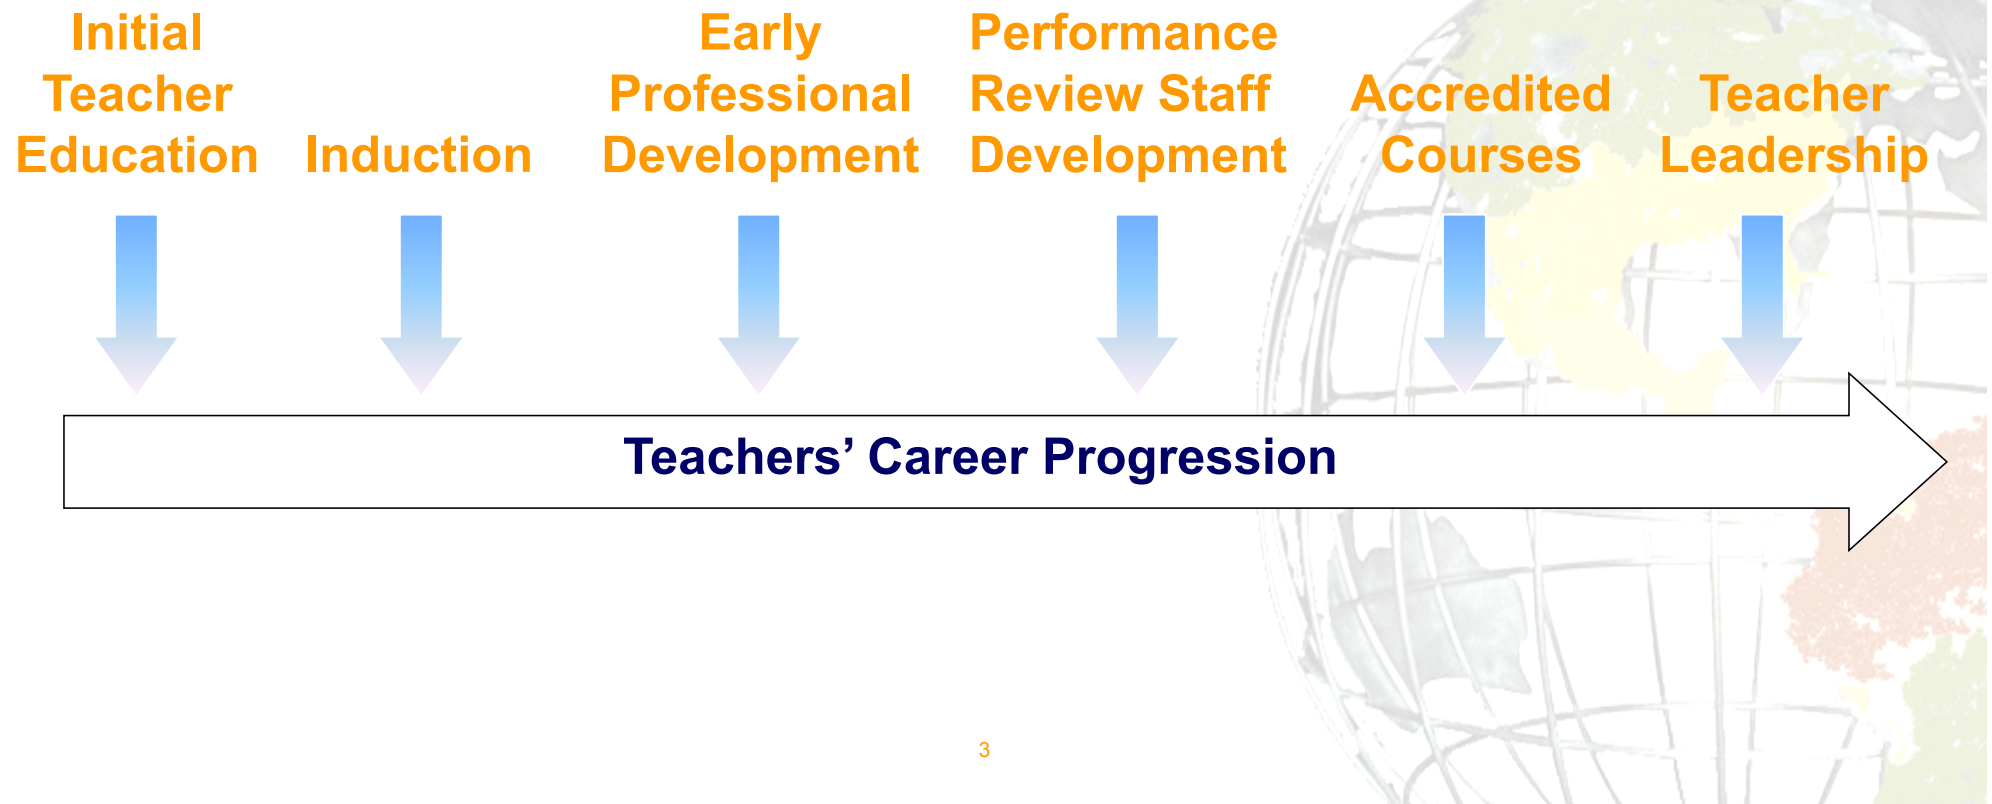 Initial
Teacher
Education
Induction
Early
Professional
Development
Performance
Review Staff
Development
Accredited
Courses
Teacher
Leadership
Teachers’ Career Progression
3